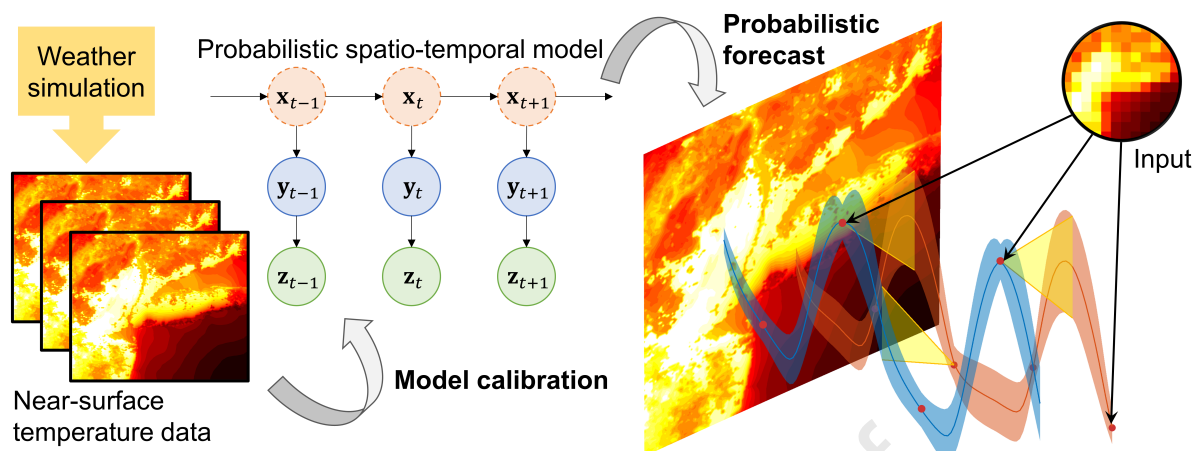 Weather
simulation
Probabilistic spatio-temporal model
Probabilistic
forecast
x_{t−1} x_t x_{t+1}
Input
y_{t−1} y_t y_{t+1}
z_{t−1} z_t z_{t+1}
Model calibration
Near-surface
temperature data